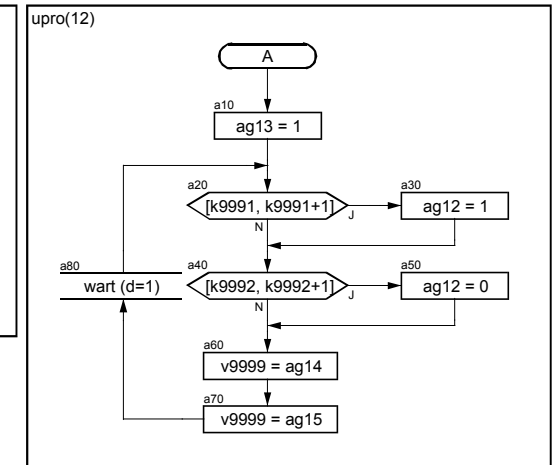 upro(12)
A
a10
ag13 = 1
a20
[k9991, k9991+1]
J
N
a30
ag12 = 1
a80
wart (d=1)
a40
[k9992, k9992+1]
J
N
a50
ag12 = 0
a60
v9999 = ag14
a70
v9999 = ag15